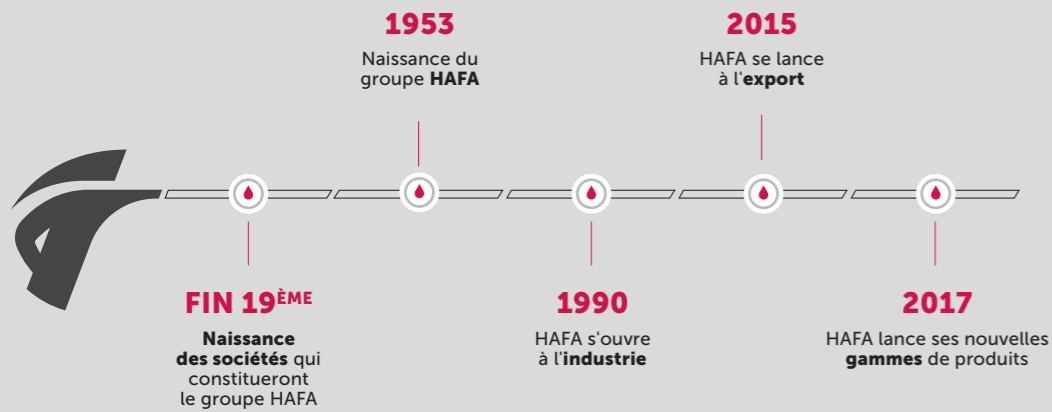 1953
Naissance du
groupe HAFA
2015
HAFA se lance
à l'export
FIN 19ÈME
Naissance
des sociétés qui
constitueront
le groupe HAFA
1990
HAFA s'ouvre
à l'industrie
2017
HAFA lance ses nouvelles
gammes de produits